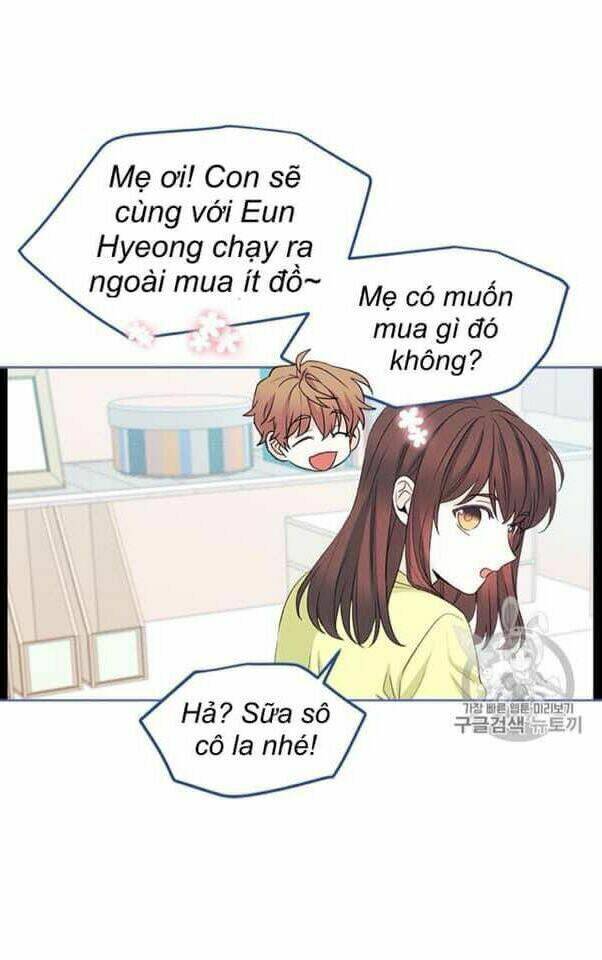 Mẹ ơi! Con sẽ
cùng với Eun
Hyeong chạy ra
ngoài mua ít đồ~
Mẹ có muốn
mua gì đó
không?
Hả? Sữa sô
cô la nhé!
가장 빠른 웹툰 미리보기
구글검색 뉴토끼